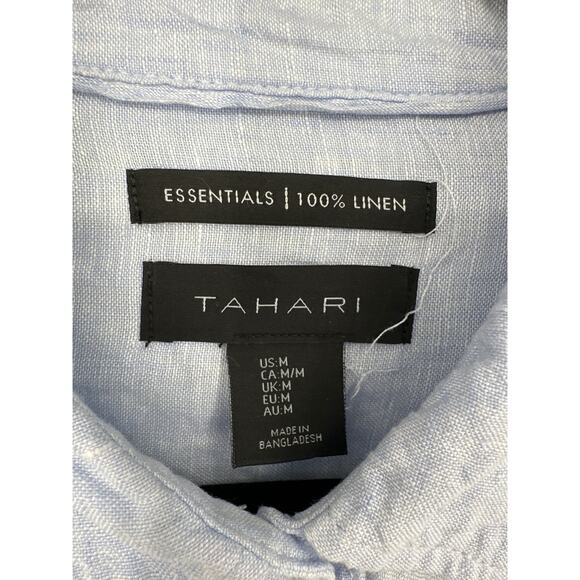 ESSENTIALS | 100% LINEN
TAHARI
US:M
CA:M/M
UK:M
EU:M
AU:M
MADE IN
BANGLADESH